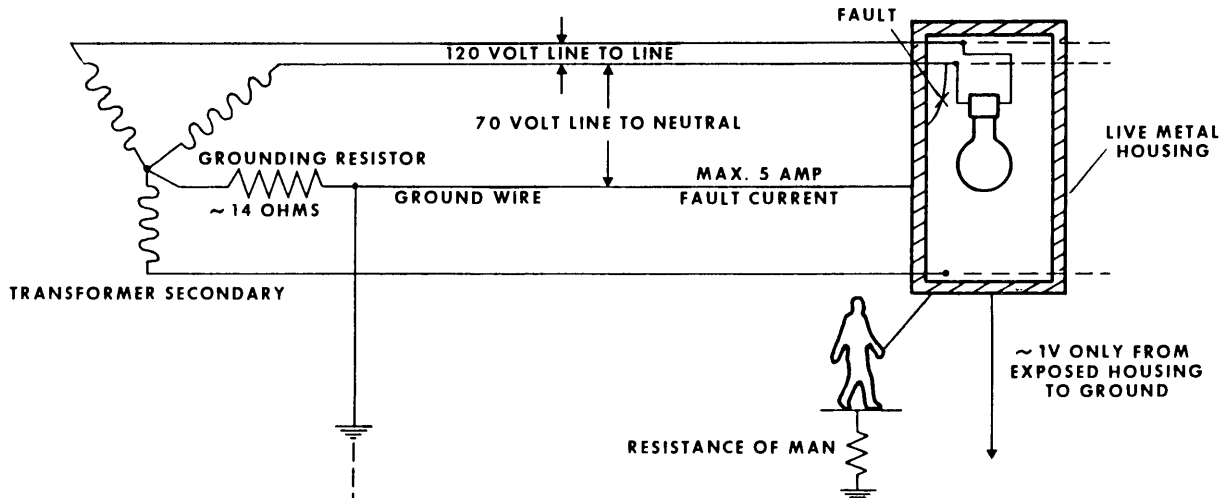 FAULT
120 VOLT LINE TO LINE
70 VOLT LINE TO NEUTRAL
LIVE METAL
HOUSING
GROUNDING RESISTOR
~14 OHMS
GROUND WIRE
MAX. 5 AMP
FAULT CURRENT
TRANSFORMER SECONDARY
~1V ONLY FROM
EXPOSED HOUSING
TO GROUND
RESISTANCE OF MAN